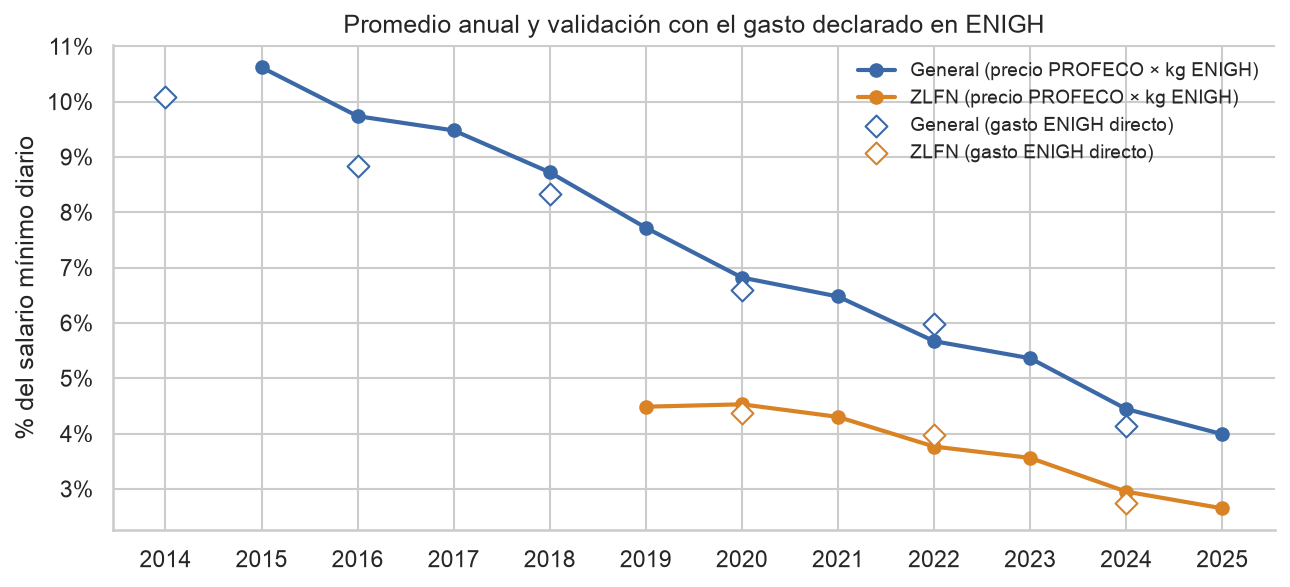 Promedio anual y validación con el gasto declarado en ENIGH
% del salario mínimo diario
11%
10%
9%
8%
7%
6%
5%
4%
3%
General (precio PROFECO × kg ENIGH)
ZLFN (precio PROFECO × kg ENIGH)
General (gasto ENIGH directo)
ZLFN (gasto ENIGH directo)
2014 2015 2016 2017 2018 2019 2020 2021 2022 2023 2024 2025